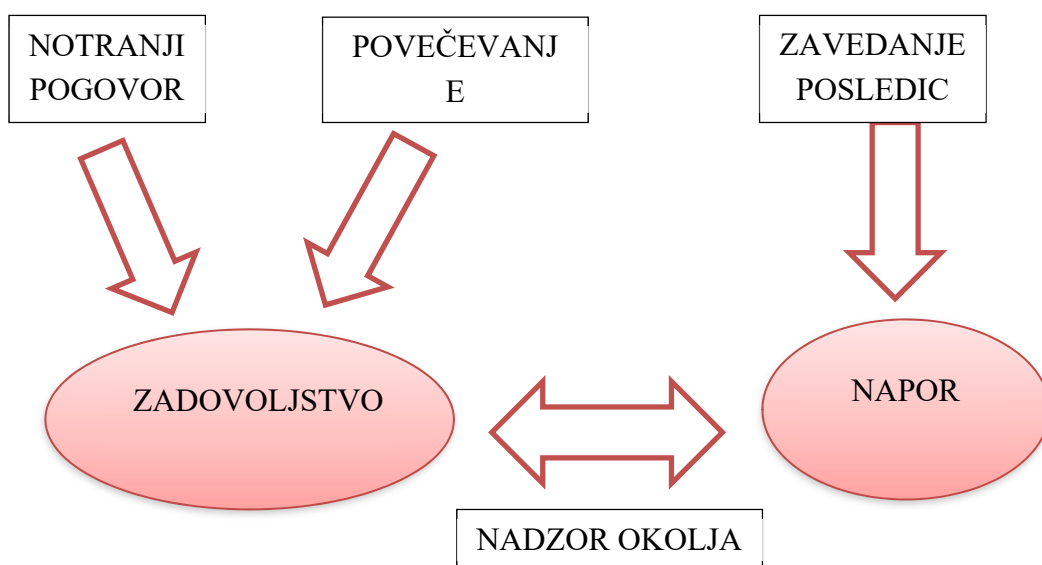 NOTRANJI
POGOVOR
POVEČEVANJ
E
ZAVEDANJE
POSLEDIC
ZADOVOLJSTVO
NAPOR
NADZOR OKOLJA